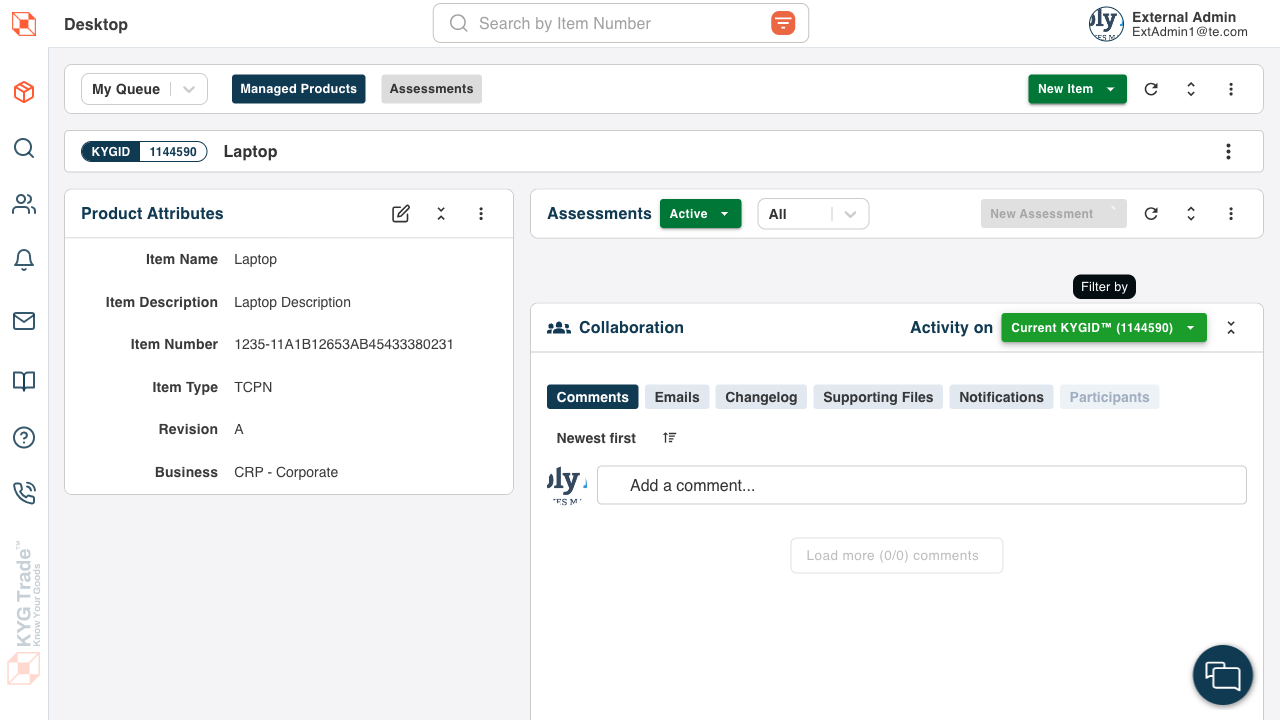 Desktop
Search by Item Number
External Admin
ExtAdmin1@te.com
My Queue
Managed Products
Assessments
New Item
KYGID 1144590 Laptop
Product Attributes
Item Name Laptop
Item Description Laptop Description
Item Number 1235-11A1B12653AB45433380231
Item Type TCPN
Revision A
Business CRP - Corporate
Assessments Active All New Assessment
Filter by
Collaboration Activity on Current KYGID™ (1144590)
Comments Emails Changelog Supporting Files Notifications Participants
Newest first
Add a comment...
Load more (0/0) comments
KYG Trade™
Know Your Goods